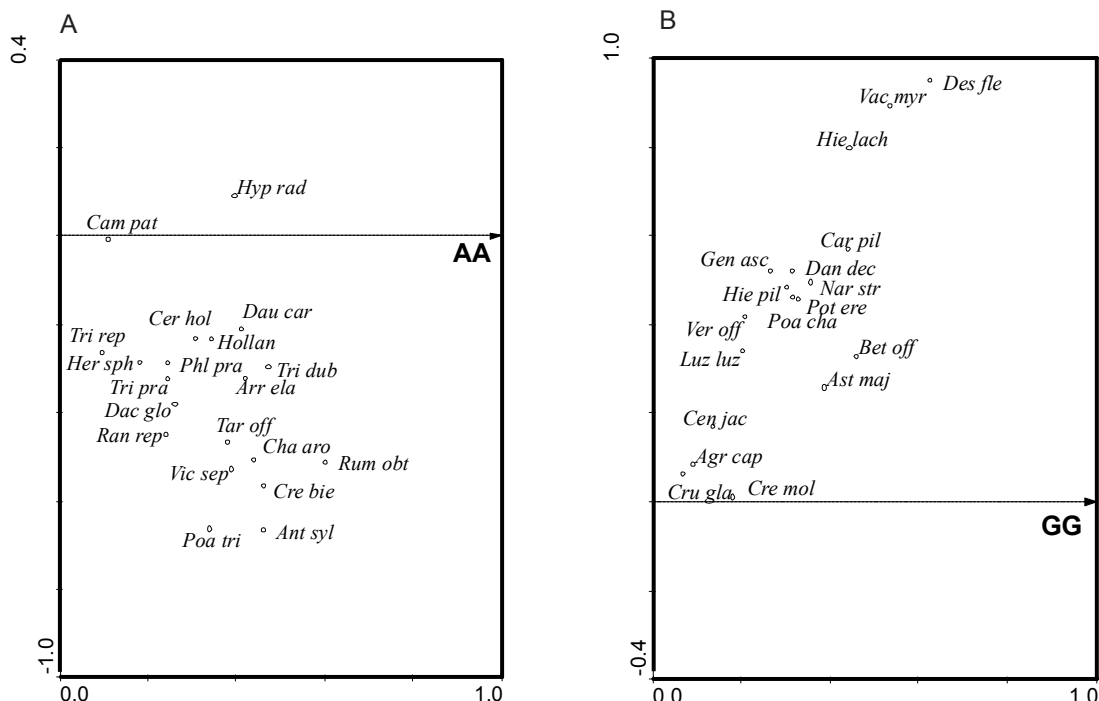 A
0.4
Hyp rad
Cam pat
AA
Dau car
Cer hol
Hollan
Tri rep
Her sph
Phl pra
Tri dub
Tri pra
Arr ela
Dac glo
Ran rep
Tar off
Cha aro
Vic sep
Rum obt
Cre bie
Poa tri
Ant syl
-1.0
0.0
1.0
B
1.0
Des fle
Vac myr
Hie lach
Car pil
Gen asc
Dan dec
Hie pil
Nar str
Pot ere
Poa cha
Ver off
Luz luz
Bet off
Ast maj
Cen jac
Agr cap
Cru gla
Cre mol
GG
-0.4
0.0
1.0